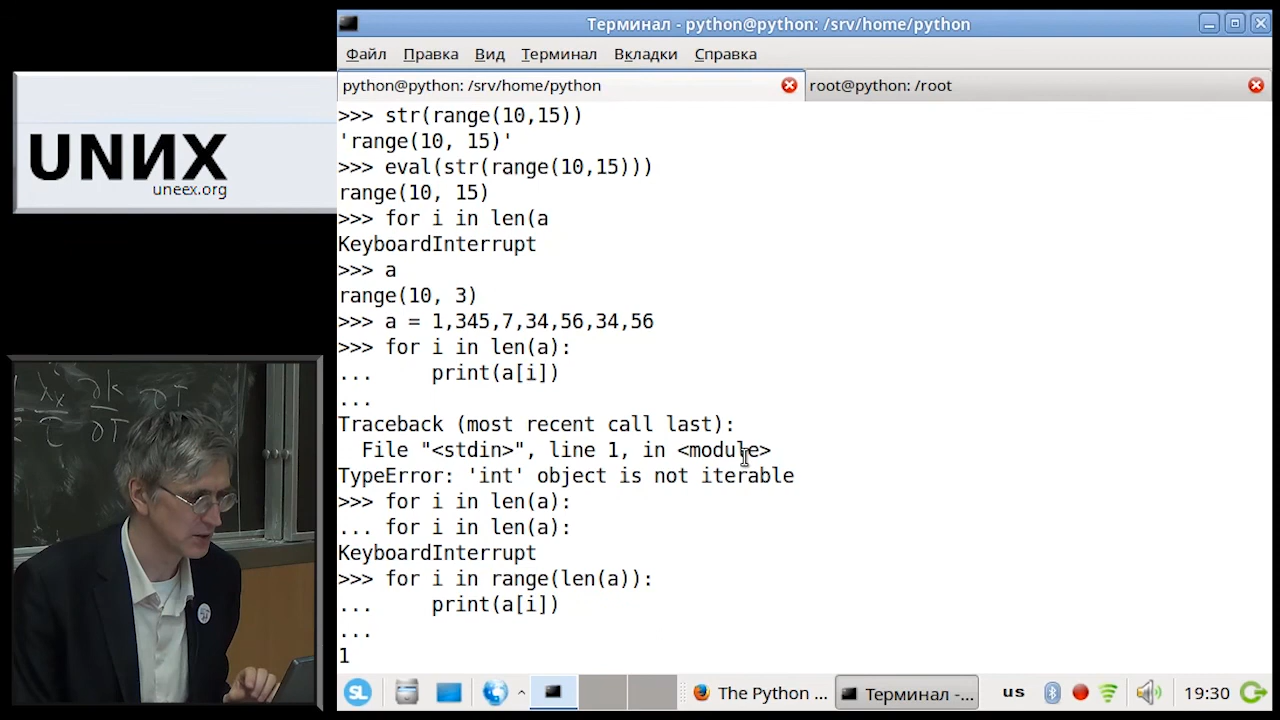 Терминал - python@python: /srv/home/python
Файл Правка Вид Терминал Вкладки Справка
python@python: /srv/home/python
root@python: /root
UNИX
uneex.org
>>> str(range(10,15))
'range(10, 15)'
>>> eval(str(range(10,15)))
range(10, 15)
>>> for i in len(a
KeyboardInterrupt
>>> a
range(10, 3)
>>> a = 1,345,7,34,56,34,56
>>> for i in len(a):
...     print(a[i])
...
Traceback (most recent call last):
  File "<stdin>", line 1, in <module>
TypeError: 'int' object is not iterable
>>> for i in len(a):
... for i in len(a):
KeyboardInterrupt
>>> for i in range(len(a)):
...     print(a[i])
...
1
SL
The Python ...
Терминал -...
us
19:30